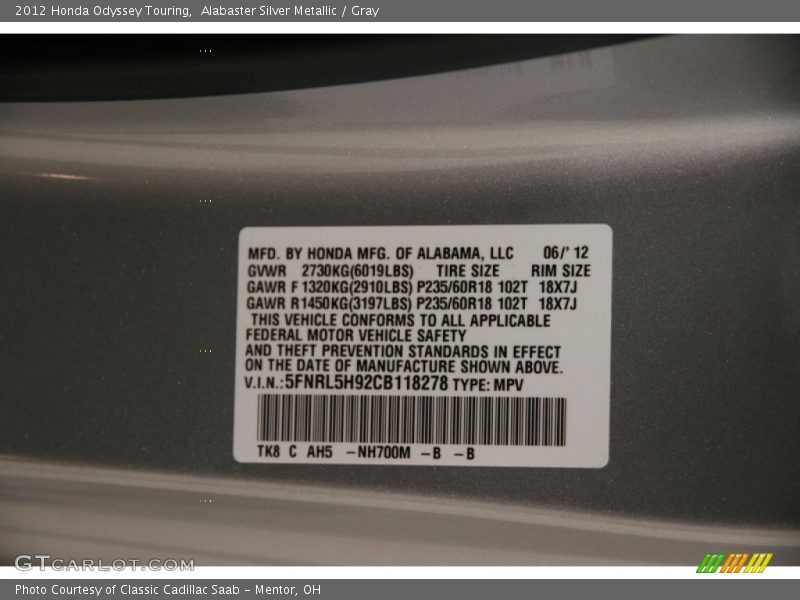 2012 Honda Odyssey Touring,  Alabaster Silver Metallic / Gray
MFD. BY HONDA MFG. OF ALABAMA, LLC 06/' 12
GVWR 2730KG(6019LBS) TIRE SIZE RIM SIZE
GAWR F 1320KG(2910LBS) P235/60R18 102T 18X7J
GAWR R1450KG(3197LBS) P235/60R18 102T 18X7J
THIS VEHICLE CONFORMS TO ALL APPLICABLE
FEDERAL MOTOR VEHICLE SAFETY
AND THEFT PREVENTION STANDARDS IN EFFECT
ON THE DATE OF MANUFACTURE SHOWN ABOVE.
V.I.N.:5FNRL5H92CB118278 TYPE: MPV
TK8 C AH5 -NH700M -B -B
GTCARLOT.COM
Photo Courtesy of Classic Cadillac Saab - Mentor, OH